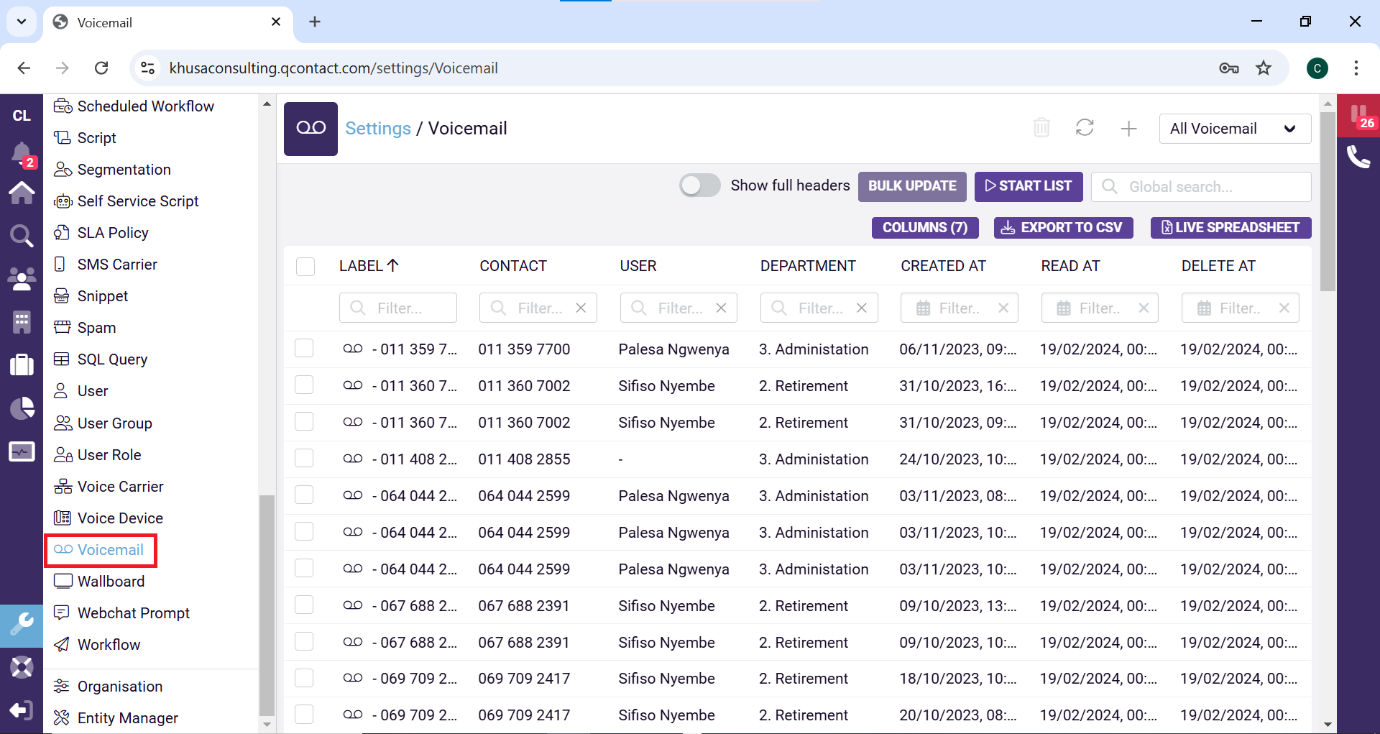 Voicemail
khusaconsulting.qcontact.com/settings/Voicemail
C
CL
2
26
Scheduled Workflow
Script
Segmentation
Self Service Script
SLA Policy
SMS Carrier
Snippet
Spam
SQL Query
User
User Group
User Role
Voice Carrier
Voice Device
Voicemail
Wallboard
Webchat Prompt
Workflow
Organisation
Entity Manager
Settings / Voicemail
All Voicemail
Show full headers BULK UPDATE START LIST Global search...
COLUMNS (7) EXPORT TO CSV LIVE SPREADSHEET
LABEL CONTACT USER DEPARTMENT CREATED AT READ AT DELETE AT
Filter... Filter... Filter... Filter... Filter.. Filter.. Filter..
- 011 359 7... 011 359 7700 Palesa Ngwenya 3. Administation 06/11/2023, 09:... 19/02/2024, 00:... 19/02/2024, 00:...
- 011 360 7... 011 360 7002 Sifiso Nyembe 2. Retirement 31/10/2023, 16:... 19/02/2024, 00:... 19/02/2024, 00:...
- 011 360 7... 011 360 7002 Sifiso Nyembe 2. Retirement 31/10/2023, 09:... 19/02/2024, 00:... 19/02/2024, 00:...
- 011 408 2... 011 408 2855 - 3. Administation 24/10/2023, 10:... 19/02/2024, 00:... 19/02/2024, 00:...
- 064 044 2... 064 044 2599 Palesa Ngwenya 3. Administation 03/11/2023, 08:... 19/02/2024, 00:... 19/02/2024, 00:...
- 064 044 2... 064 044 2599 Palesa Ngwenya 3. Administation 03/11/2023, 10:... 19/02/2024, 00:... 19/02/2024, 00:...
- 064 044 2... 064 044 2599 Palesa Ngwenya 3. Administation 03/11/2023, 10:... 19/02/2024, 00:... 19/02/2024, 00:...
- 067 688 2... 067 688 2391 Sifiso Nyembe 2. Retirement 09/10/2023, 13:... 19/02/2024, 00:... 19/02/2024, 00:...
- 067 688 2... 067 688 2391 Sifiso Nyembe 2. Retirement 09/10/2023, 10:... 19/02/2024, 00:... 19/02/2024, 00:...
- 069 709 2... 069 709 2417 Sifiso Nyembe 2. Retirement 18/10/2023, 10:... 19/02/2024, 00:... 19/02/2024, 00:...
- 069 709 2... 069 709 2417 Sifiso Nyembe 2. Retirement 20/10/2023, 08:... 19/02/2024, 00:... 19/02/2024, 00:...